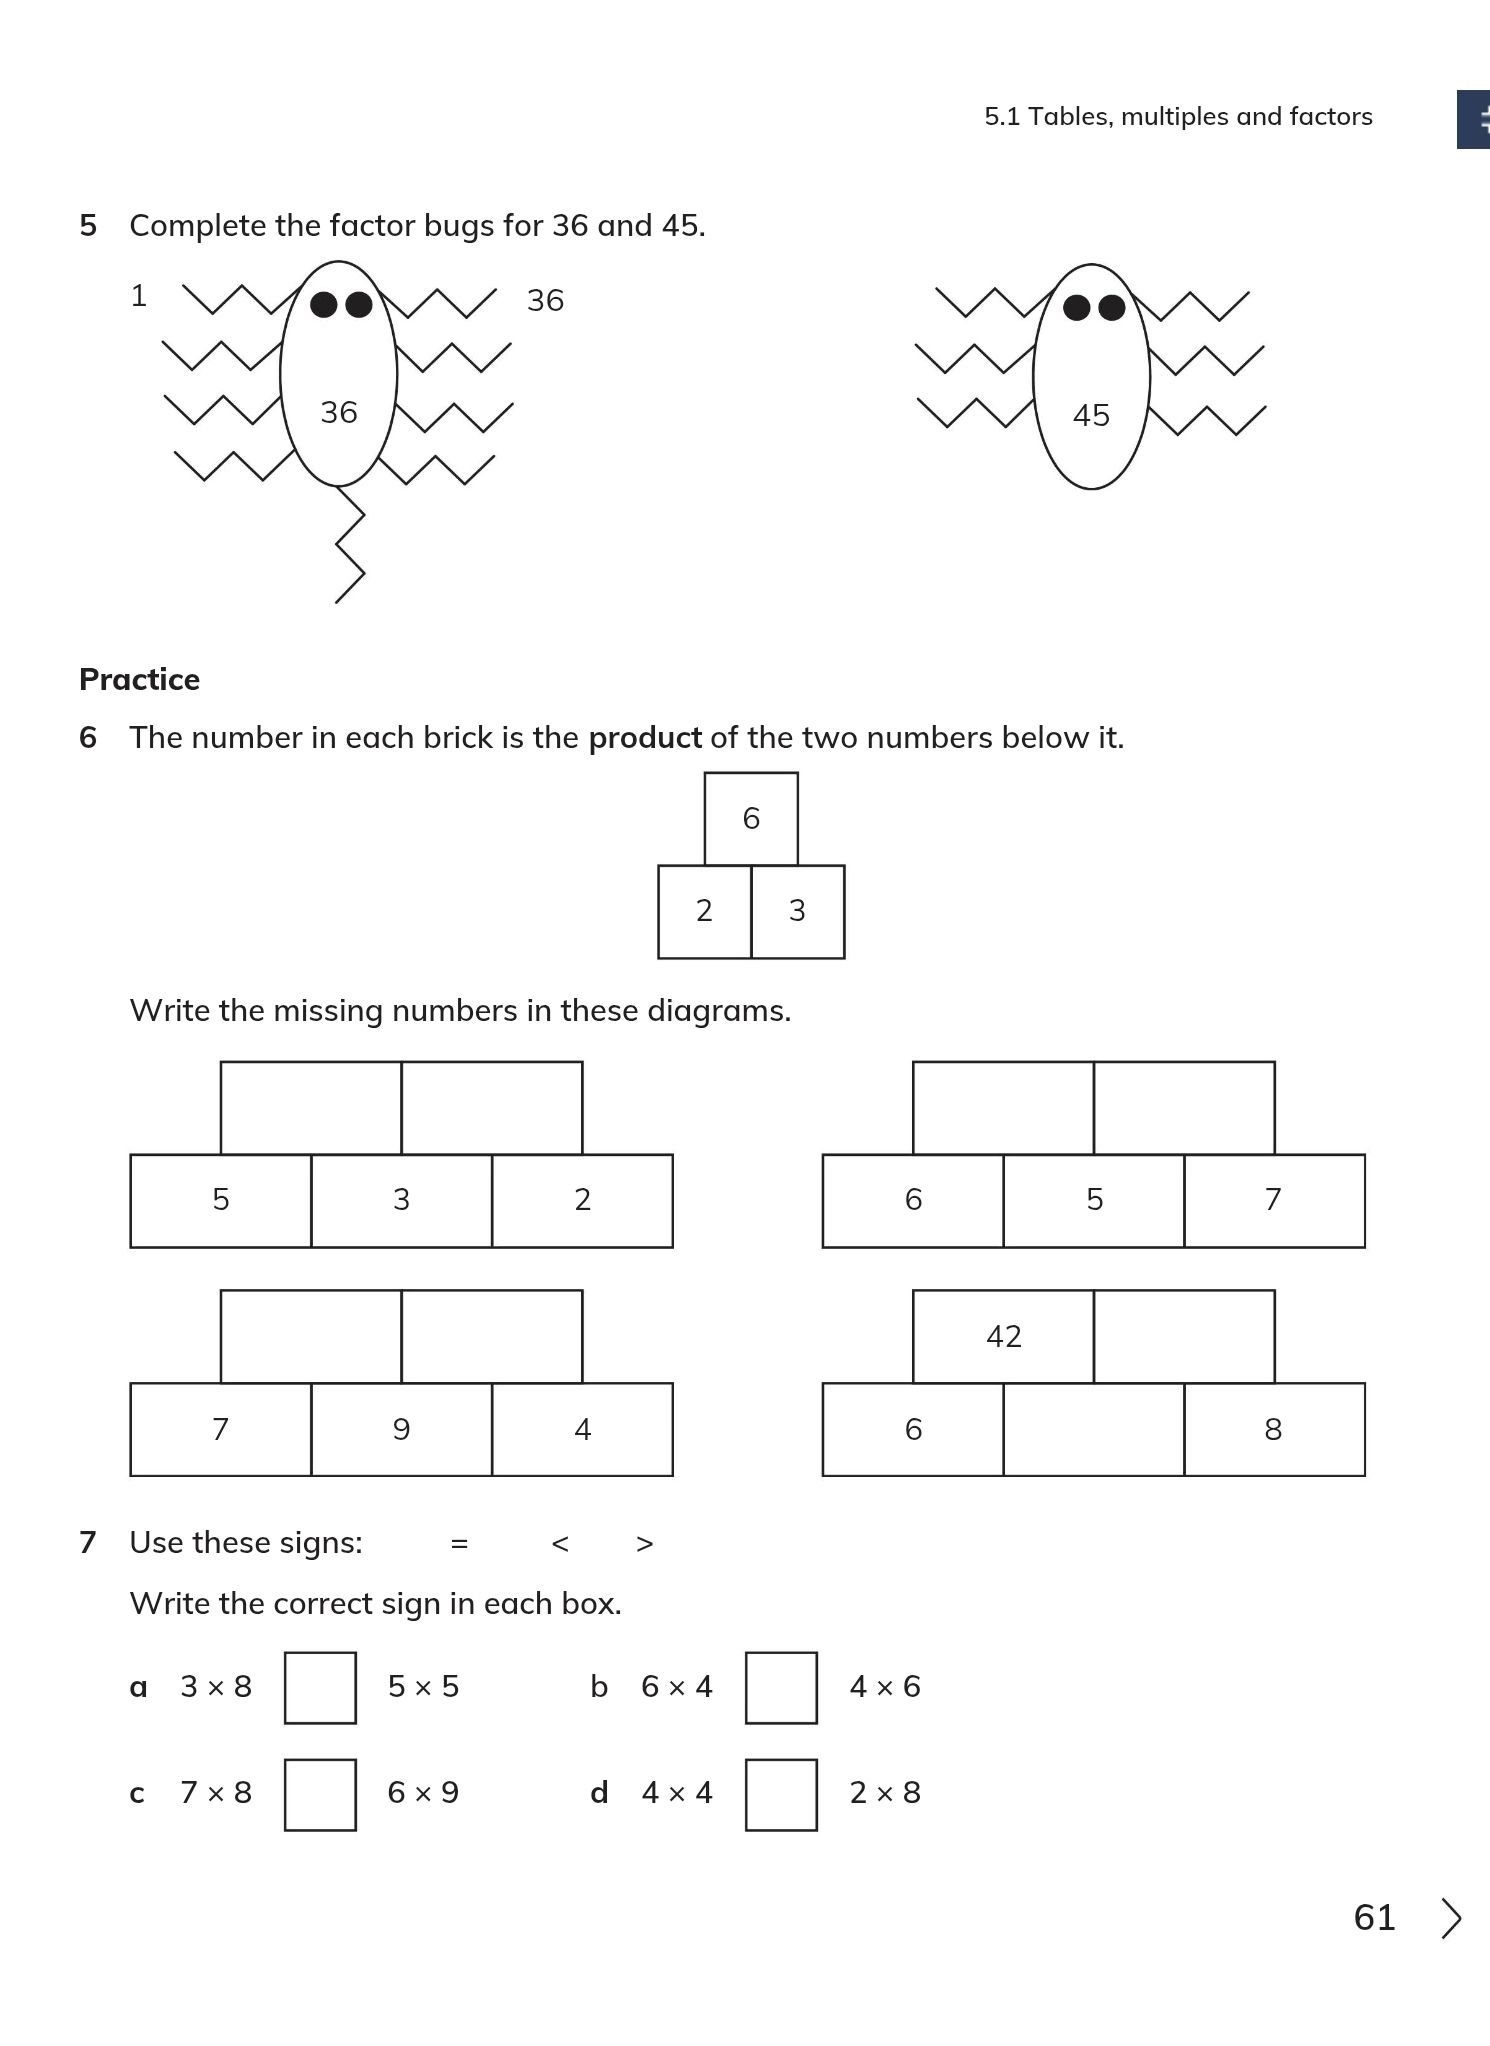 5.1 Tables, multiples and factors
5 Complete the factor bugs for 36 and 45.
1 36
36 45
Practice
6 The number in each brick is the product of the two numbers below it.
6
2 3
Write the missing numbers in these diagrams.
5 3 2 6 5 7
42
7 9 4 6 8
7 Use these signs: = < >
Write the correct sign in each box.
a 3 × 8 5 × 5 b 6 × 4 4 × 6
c 7 × 8 6 × 9 d 4 × 4 2 × 8
61